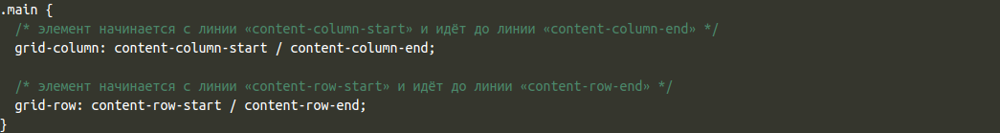 .main {
/* элемент начинается с линии «content-column-start» и идёт до линии «content-column-end» */
grid-column: content-column-start / content-column-end;
/* элемент начинается с линии «content-row-start» и идёт до линии «content-row-end» */
grid-row: content-row-start / content-row-end;
}